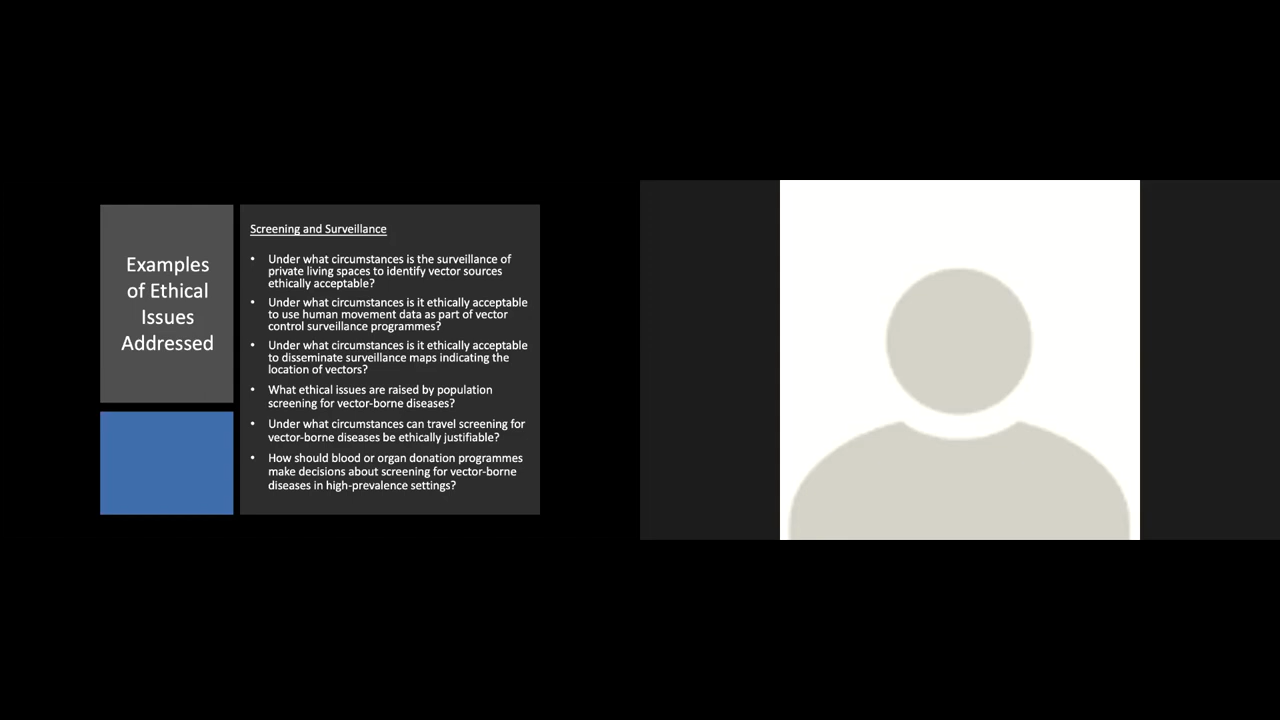 Examples
of Ethical
Issues
Addressed
Screening and Surveillance
• Under what circumstances is the surveillance of
private living spaces to identify vector sources
ethically acceptable?
• Under what circumstances is it ethically acceptable
to use human movement data as part of vector
control surveillance programmes?
• Under what circumstances is it ethically acceptable
to disseminate surveillance maps indicating the
location of vectors?
• What ethical issues are raised by population
screening for vector-borne diseases?
• Under what circumstances can travel screening for
vector-borne diseases be ethically justifiable?
• How should blood or organ donation programmes
make decisions about screening for vector-borne
diseases in high-prevalence settings?